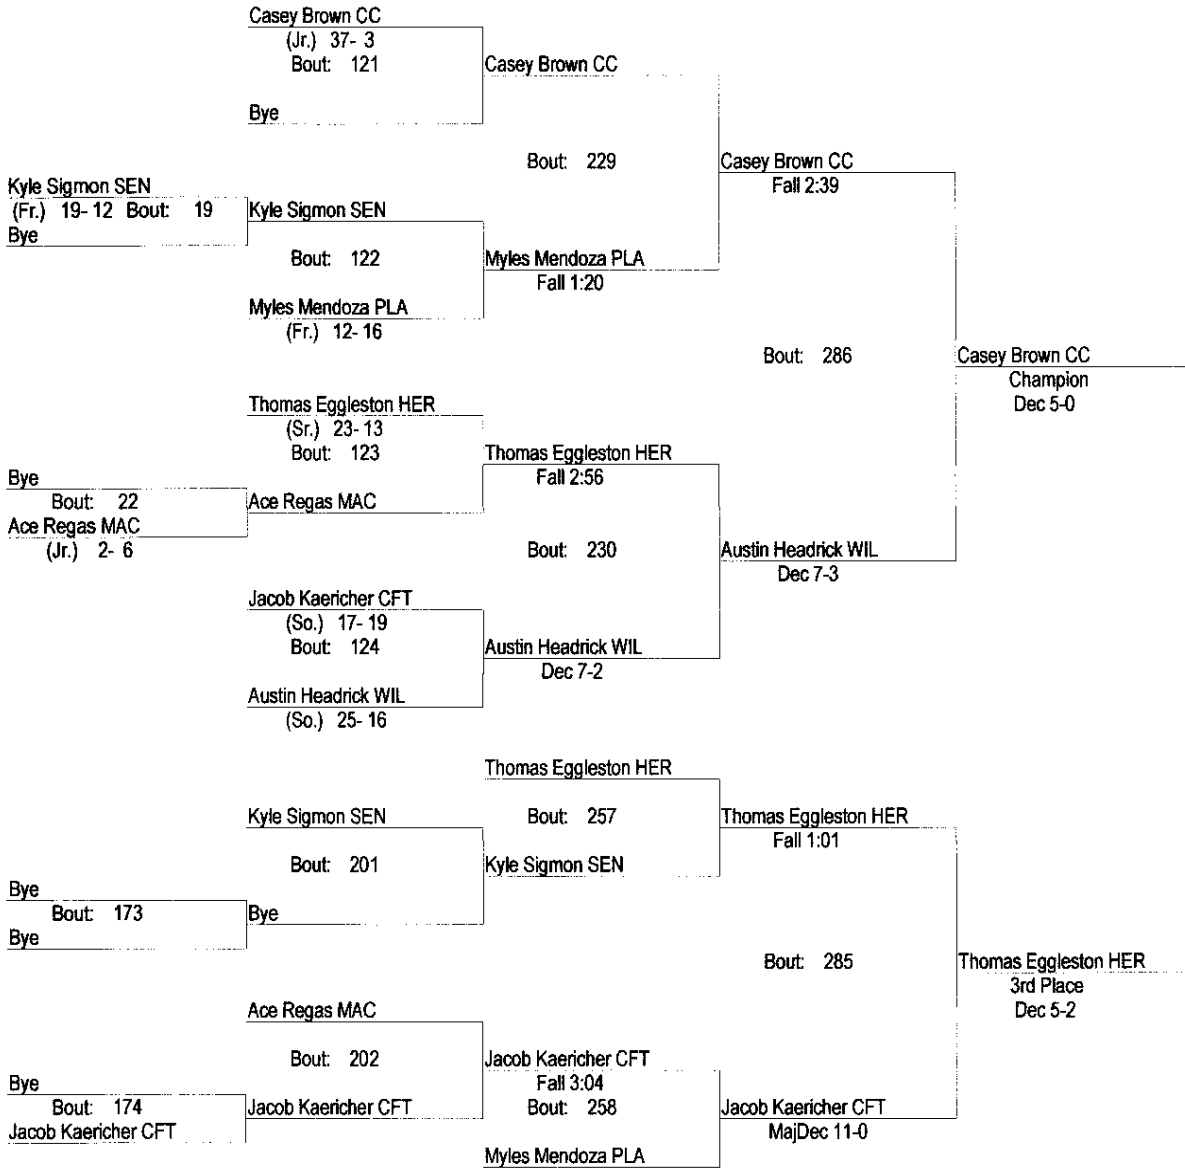 Casey Brown CC
(Jr.) 37- 3
Bout: 121
Casey Brown CC
Bye
Bout: 229
Casey Brown CC
Fall 2:39
Kyle Sigmon SEN
(Fr.) 19- 12 Bout: 19
Kyle Sigmon SEN
Bye
Bout: 122
Myles Mendoza PLA
Fall 1:20
Myles Mendoza PLA
(Fr.) 12- 16
Bout: 286
Casey Brown CC
Champion
Dec 5-0
Thomas Eggleston HER
(Sr.) 23- 13
Bout: 123
Thomas Eggleston HER
Fall 2:56
Bye
Bout: 22
Ace Regas MAC
Ace Regas MAC
(Jr.) 2- 6
Bout: 230
Austin Headrick WIL
Dec 7-3
Jacob Kaericher CFT
(So.) 17- 19
Bout: 124
Austin Headrick WIL
Dec 7-2
Austin Headrick WIL
(So.) 25- 16
Thomas Eggleston HER
Kyle Sigmon SEN
Bout: 257
Thomas Eggleston HER
Fall 1:01
Bout: 201
Kyle Sigmon SEN
Bye
Bout: 173
Bye
Bye
Bout: 285
Thomas Eggleston HER
3rd Place
Dec 5-2
Ace Regas MAC
Bout: 202
Jacob Kaericher CFT
Fall 3:04
Bye
Bout: 174
Jacob Kaericher CFT
Bout: 258
Jacob Kaericher CFT
MajDec 11-0
Jacob Kaericher CFT
Myles Mendoza PLA